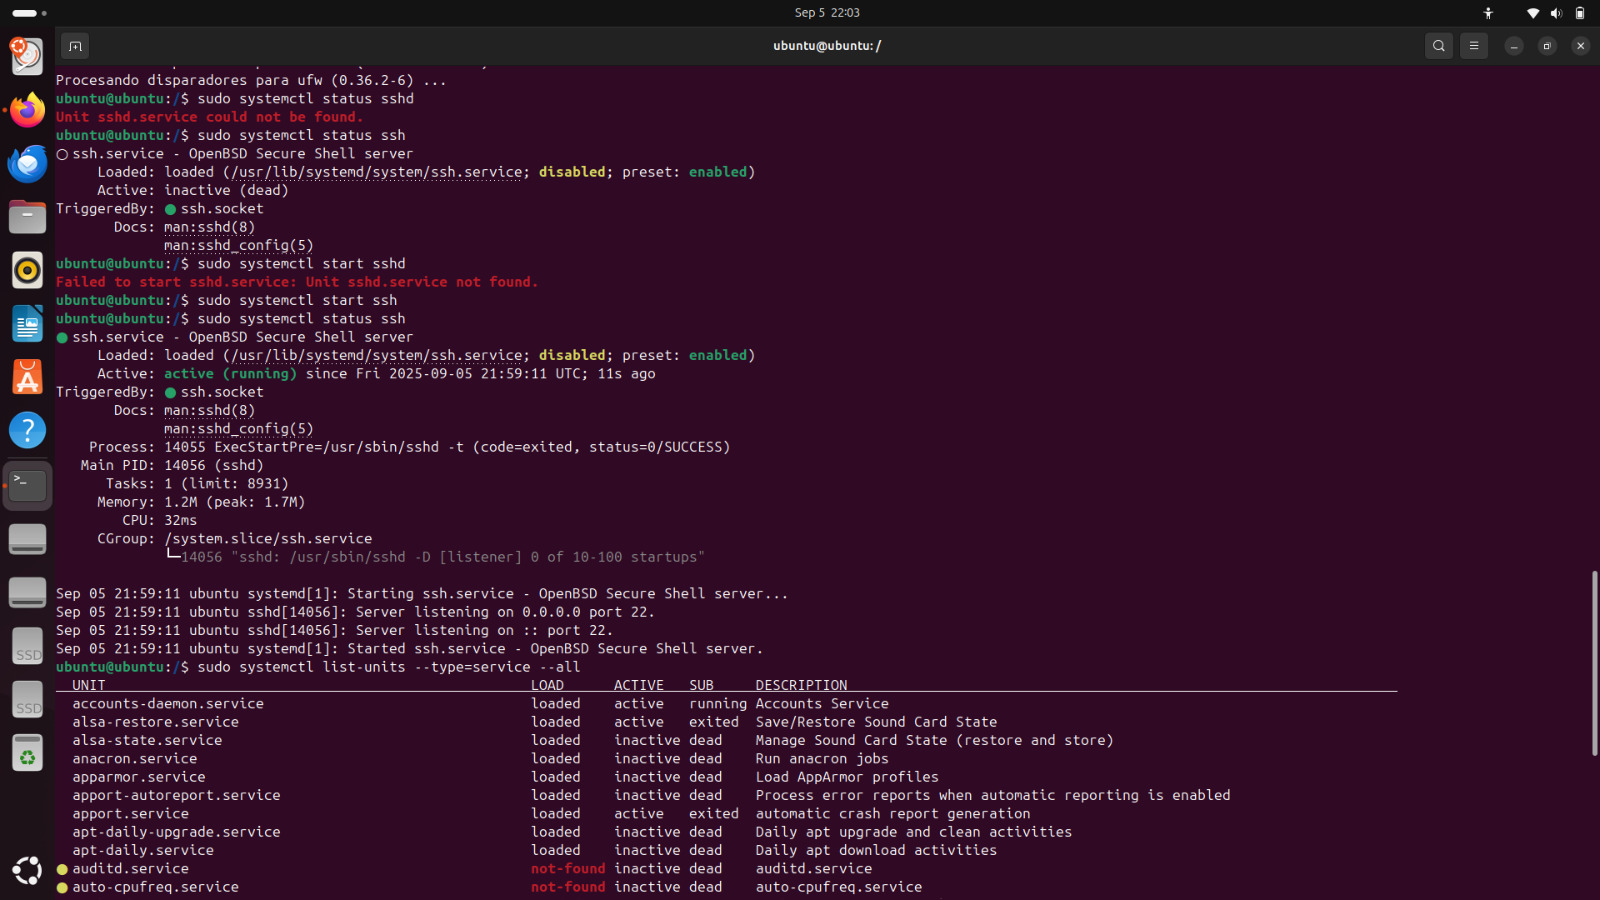 Sep 5 22:03
ubuntu@ubuntu: /
Procesando disparadores para ufw (0.36.2-6) ...
ubuntu@ubuntu:/$ sudo systemctl status sshd
Unit sshd.service could not be found.
ubuntu@ubuntu:/$ sudo systemctl status ssh
○ ssh.service - OpenBSD Secure Shell server
Loaded: loaded (/usr/lib/systemd/system/ssh.service; disabled; preset: enabled)
Active: inactive (dead)
TriggeredBy: ● ssh.socket
Docs: man:sshd(8)
man:sshd_config(5)
ubuntu@ubuntu:/$ sudo systemctl start sshd
Failed to start sshd.service: Unit sshd.service not found.
ubuntu@ubuntu:/$ sudo systemctl start ssh
ubuntu@ubuntu:/$ sudo systemctl status ssh
● ssh.service - OpenBSD Secure Shell server
Loaded: loaded (/usr/lib/systemd/system/ssh.service; disabled; preset: enabled)
Active: active (running) since Fri 2025-09-05 21:59:11 UTC; 11s ago
TriggeredBy: ● ssh.socket
Docs: man:sshd(8)
man:sshd_config(5)
Process: 14055 ExecStartPre=/usr/sbin/sshd -t (code=exited, status=0/SUCCESS)
Main PID: 14056 (sshd)
Tasks: 1 (limit: 8931)
Memory: 1.2M (peak: 1.7M)
CPU: 32ms
CGroup: /system.slice/ssh.service
└─14056 "sshd: /usr/sbin/sshd -D [listener] 0 of 10-100 startups"
Sep 05 21:59:11 ubuntu systemd[1]: Starting ssh.service - OpenBSD Secure Shell server...
Sep 05 21:59:11 ubuntu sshd[14056]: Server listening on 0.0.0.0 port 22.
Sep 05 21:59:11 ubuntu sshd[14056]: Server listening on :: port 22.
Sep 05 21:59:11 ubuntu systemd[1]: Started ssh.service - OpenBSD Secure Shell server.
ubuntu@ubuntu:/$ sudo systemctl list-units --type=service --all
UNIT LOAD ACTIVE SUB DESCRIPTION
accounts-daemon.service loaded active running Accounts Service
alsa-restore.service loaded active exited Save/Restore Sound Card State
alsa-state.service loaded inactive dead Manage Sound Card State (restore and store)
anacron.service loaded inactive dead Run anacron jobs
apparmor.service loaded inactive dead Load AppArmor profiles
apport-autoreport.service loaded inactive dead Process error reports when automatic reporting is enabled
apport.service loaded active exited automatic crash report generation
apt-daily-upgrade.service loaded inactive dead Daily apt upgrade and clean activities
apt-daily.service loaded inactive dead Daily apt download activities
● auditd.service not-found inactive dead auditd.service
● auto-cpufreq.service not-found inactive dead auto-cpufreq.service
SSD
SSD